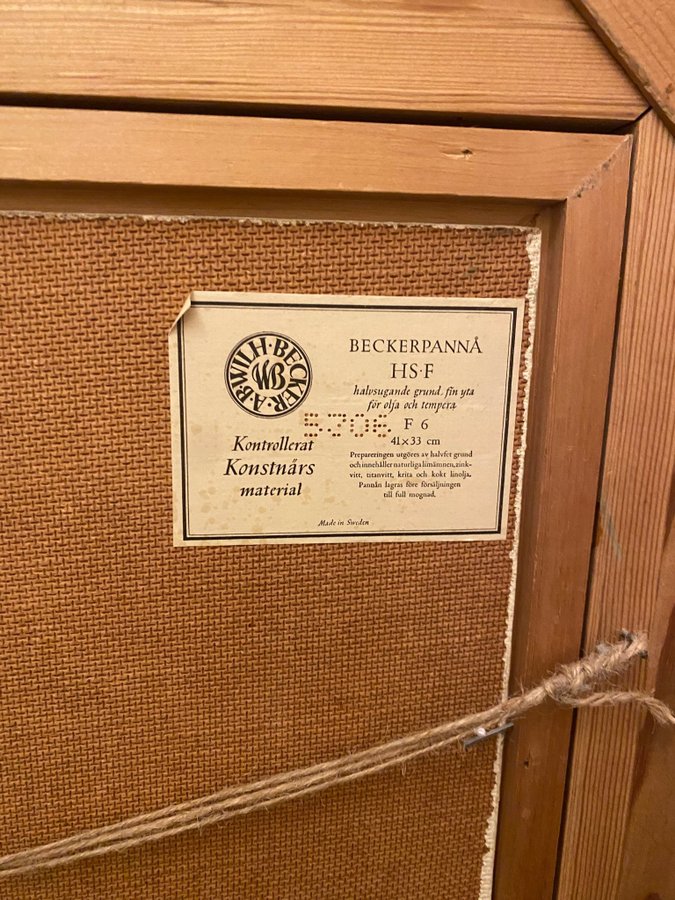 A·B·WILH·BECKER
WB
Kontrollerat
Konstnärs
material
BECKERPANNÅ
HS·F
halvsugande grund, fin yta
för olja och tempera
5706 F 6
41×33 cm
Prepareringen utgöres av halvfet grund
och innehåller naturliga limämnen, zink-
vitt, titanvitt, krita och kokt linolja.
Pannån lagras före försäljningen
till full mognad.
Made in Sweden